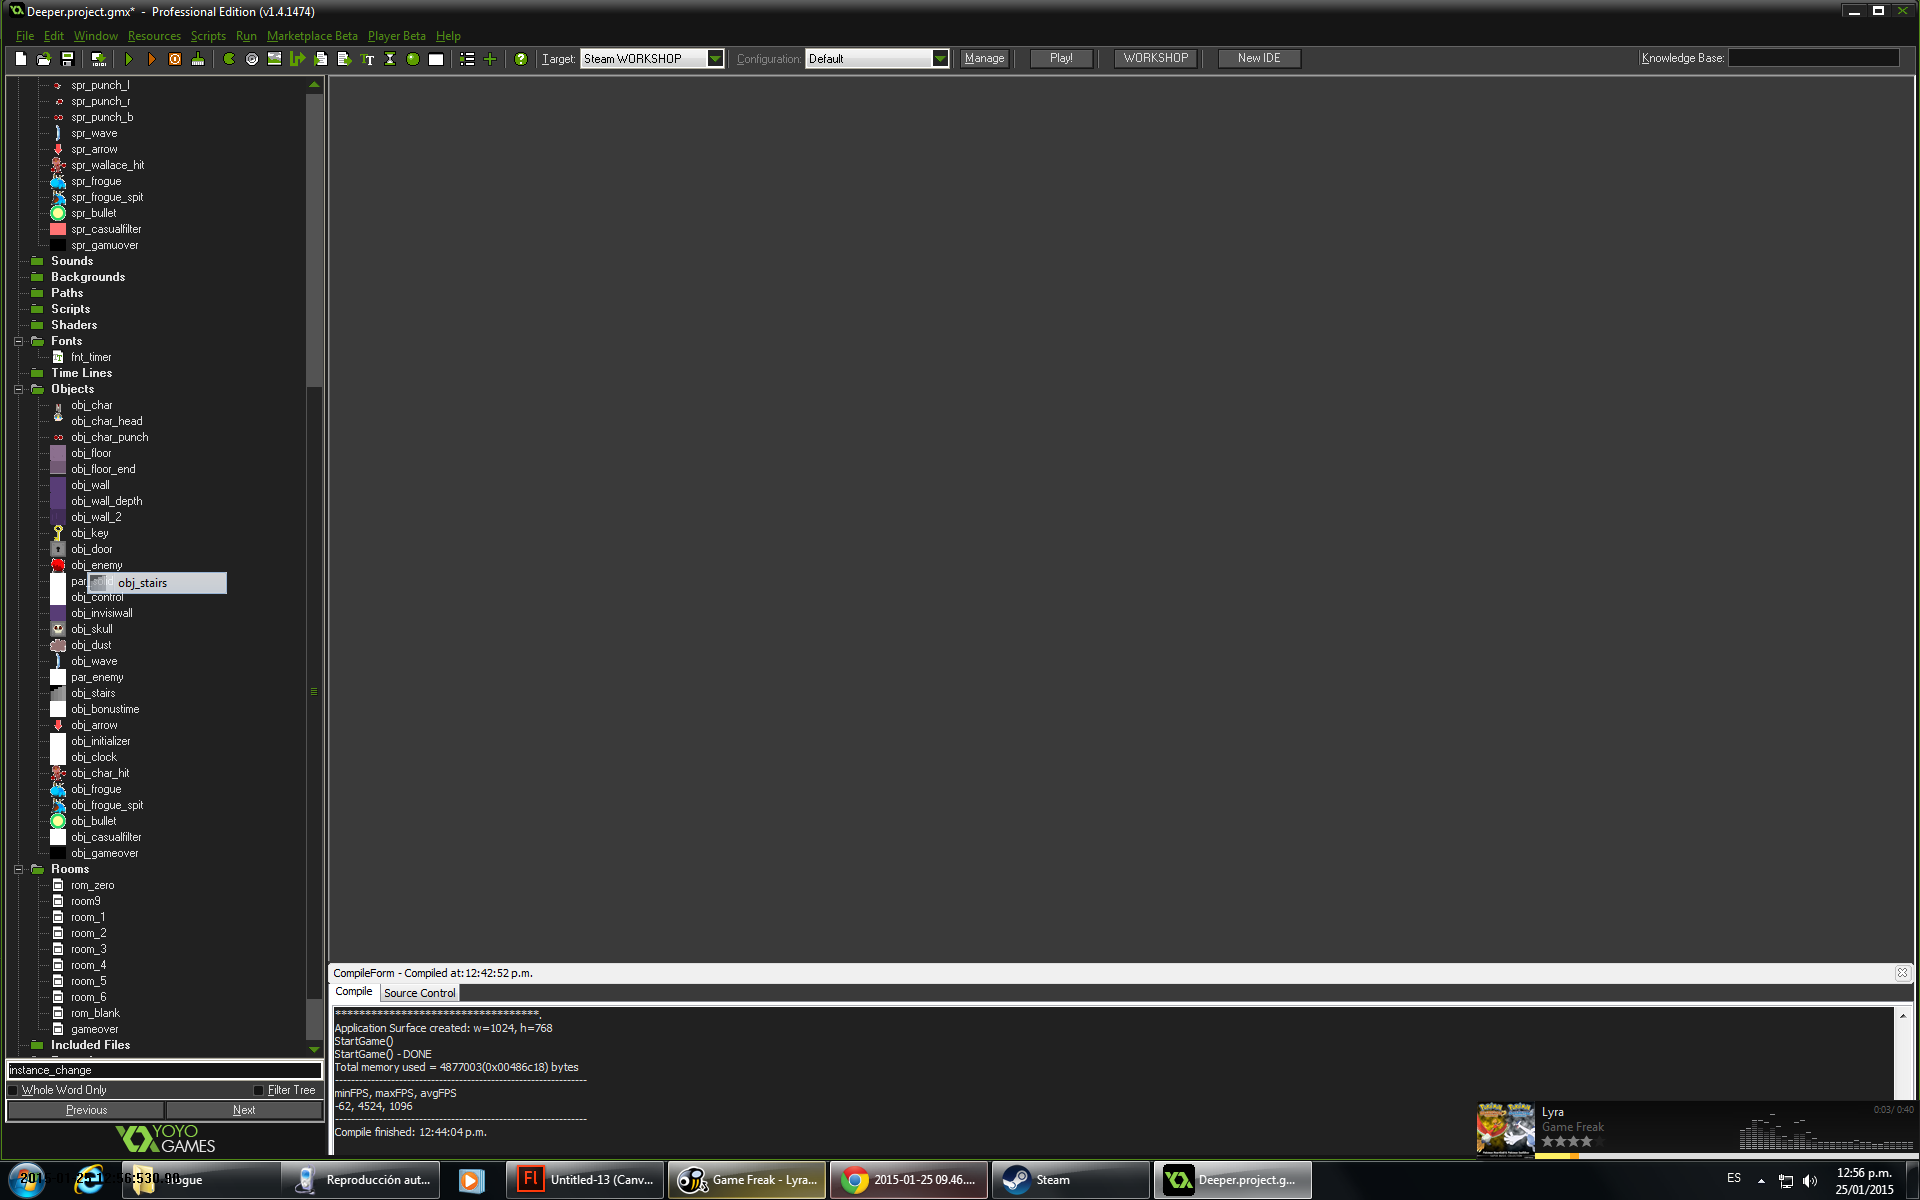 Deeper.project.gmx* - Professional Edition (v1.4.1474)
File Edit Window Resources Scripts Run Marketplace Beta Player Beta Help
Target: Steam WORKSHOP Configuration: Default Manage Play! WORKSHOP New IDE Knowledge Base:
spr_punch_l
spr_punch_r
spr_punch_b
spr_wave
spr_arrow
spr_wallace_hit
spr_frogue
spr_frogue_spit
spr_bullet
spr_casualfilter
spr_gamuover
Sounds
Backgrounds
Paths
Scripts
Shaders
Fonts
fnt_timer
Time Lines
Objects
obj_char
obj_char_head
obj_char_punch
obj_floor
obj_floor_end
obj_wall
obj_wall_depth
obj_wall_2
obj_key
obj_door
obj_enemy
par_solid
obj_stairs
obj_control
obj_invisiwall
obj_skull
obj_dust
obj_wave
par_enemy
obj_stairs
obj_bonustime
obj_arrow
obj_initializer
obj_clock
obj_char_hit
obj_frogue
obj_frogue_spit
obj_bullet
obj_casualfilter
obj_gameover
Rooms
rom_zero
room9
room_1
room_2
room_3
room_4
room_5
room_6
rom_blank
gameover
Included Files
instance_change
Whole Word Only Filter Tree
Previous Next
YOYO
GAMES
CompileForm - Compiled at:12:42:52 p.m.
Compile Source Control
***********************************.
Application Surface created: w=1024, h=768
StartGame()
StartGame() - DONE
Total memory used = 4877003(0x00486c18) bytes
minFPS, maxFPS, avgFPS
-62, 4524, 1096
Compile finished: 12:44:04 p.m.
Lyra 0:03/ 0:40
Game Freak
Reproducción aut...
Fl Untitled-13 (Canv...
Game Freak - Lyra...
2015-01-25 09.46....
Steam
Deeper.project.g...
ES
12:56 p.m.
25/01/2015